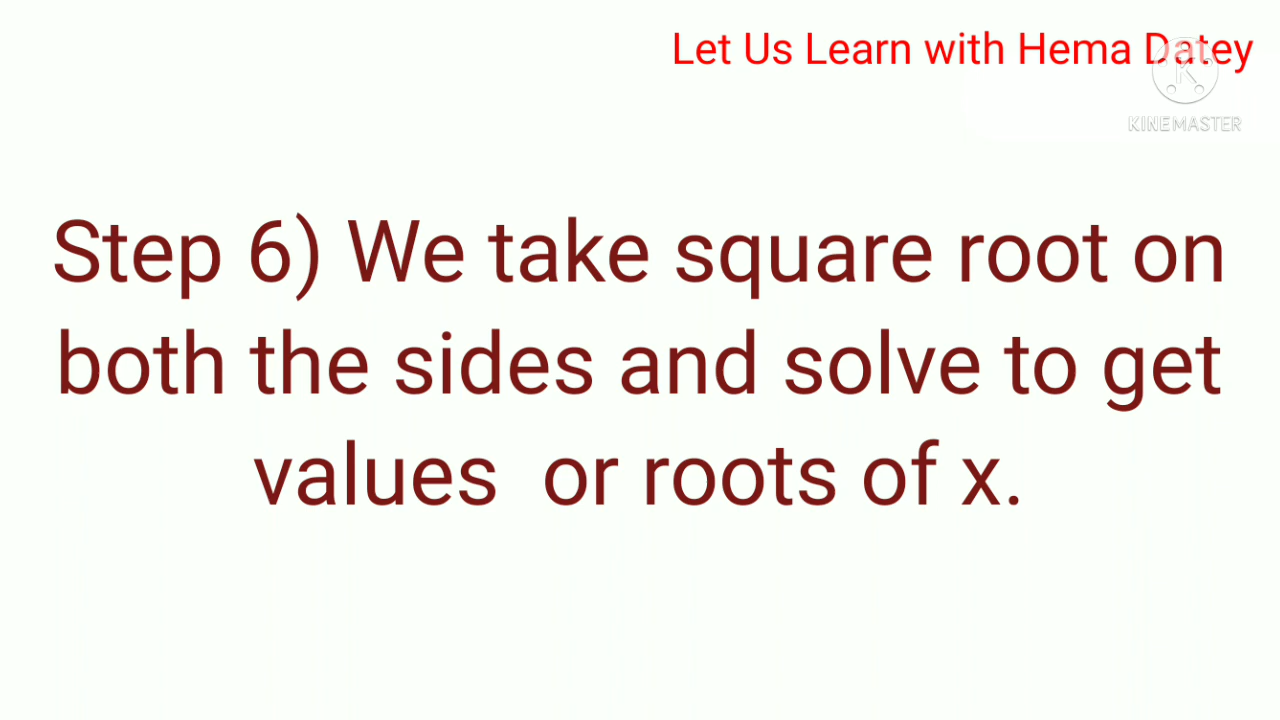 Let Us Learn with Hema Datey
KINEMASTER
Step 6) We take square root on
both the sides and solve to get
values or roots of x.